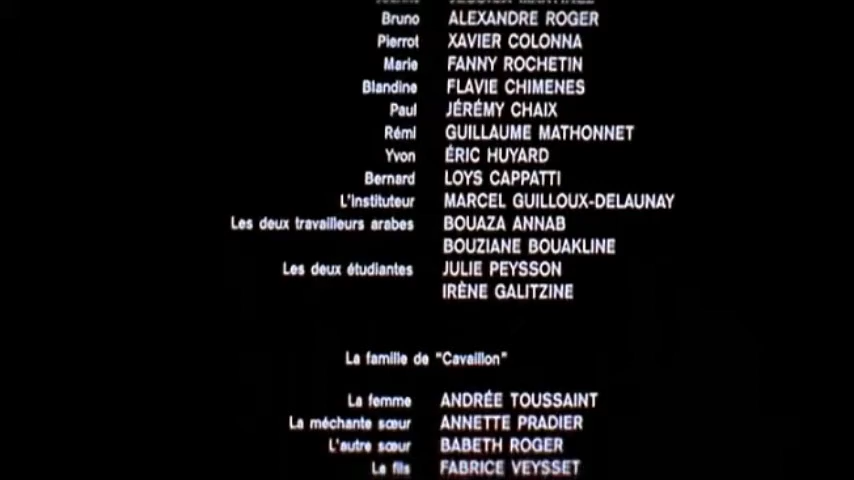 Bruno ALEXANDRE ROGER
Pierrot XAVIER COLONNA
Marie FANNY ROCHETIN
Blandine FLAVIE CHIMENES
Paul JÉRÉMY CHAIX
Rémi GUILLAUME MATHONNET
Yvon ÉRIC HUYARD
Bernard LOYS CAPPATTI
L'instituteur MARCEL GUILLOUX-DELAUNAY
Les deux travailleurs arabes BOUAZA ANNAB
BOUZIANE BOUAKLINE
Les deux étudiantes JULIE PEYSSON
IRÈNE GALITZINE
La famille de "Cavaillon"
La femme ANDRÉE TOUSSAINT
La méchante sœur ANNETTE PRADIER
L'autre sœur BABETH ROGER
Le fils FABRICE VEYSSET